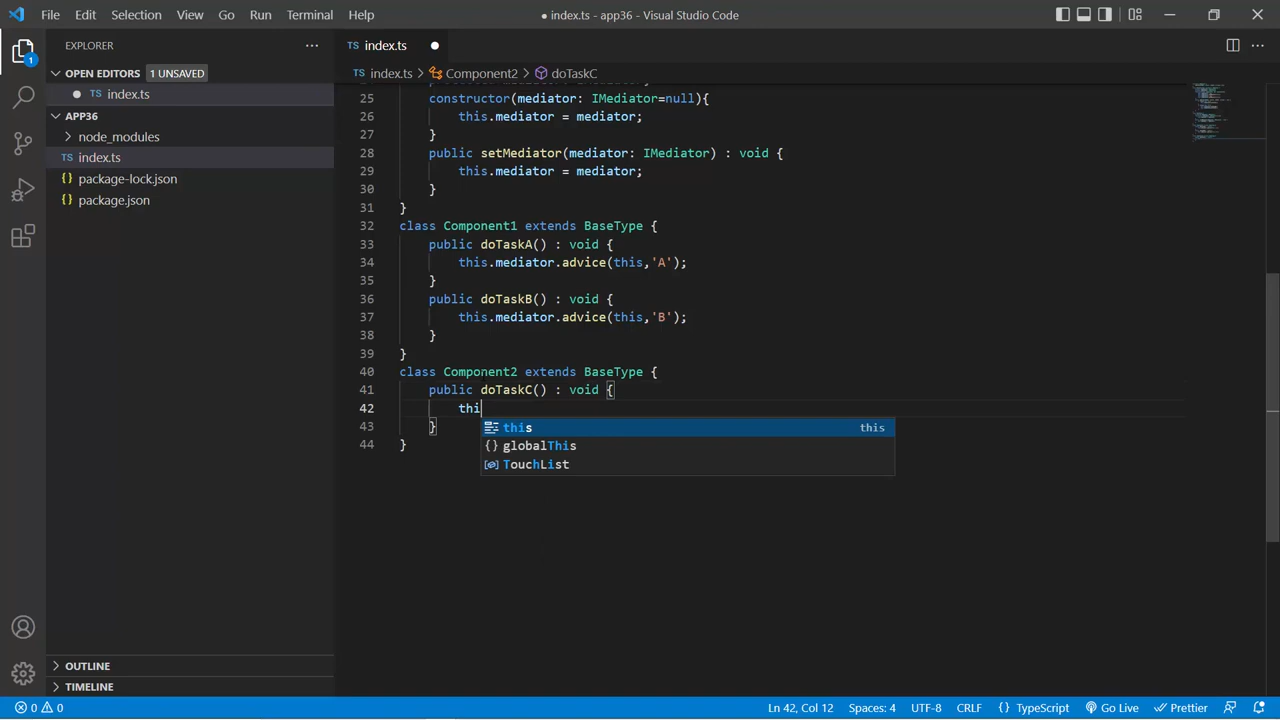 File Edit Selection View Go Run Terminal Help
● index.ts - app36 - Visual Studio Code
EXPLORER
OPEN EDITORS 1 UNSAVED
index.ts
APP36
node_modules
index.ts
package-lock.json
package.json
OUTLINE
TIMELINE
TS index.ts
TS index.ts > Component2 > doTaskC
25 constructor(mediator: IMediator=null){
26 this.mediator = mediator;
27 }
28 public setMediator(mediator: IMediator) : void {
29 this.mediator = mediator;
30 }
31 }
32 class Component1 extends BaseType {
33 public doTaskA() : void {
34 this.mediator.advice(this,'A');
35 }
36 public doTaskB() : void {
37 this.mediator.advice(this,'B');
38 }
39 }
40 class Component2 extends BaseType {
41 public doTaskC() : void {
42 thi
this this
globalThis
TouchList
43 }
44 }
0 0 Ln 42, Col 12 Spaces: 4 UTF-8 CRLF {} TypeScript Go Live Prettier